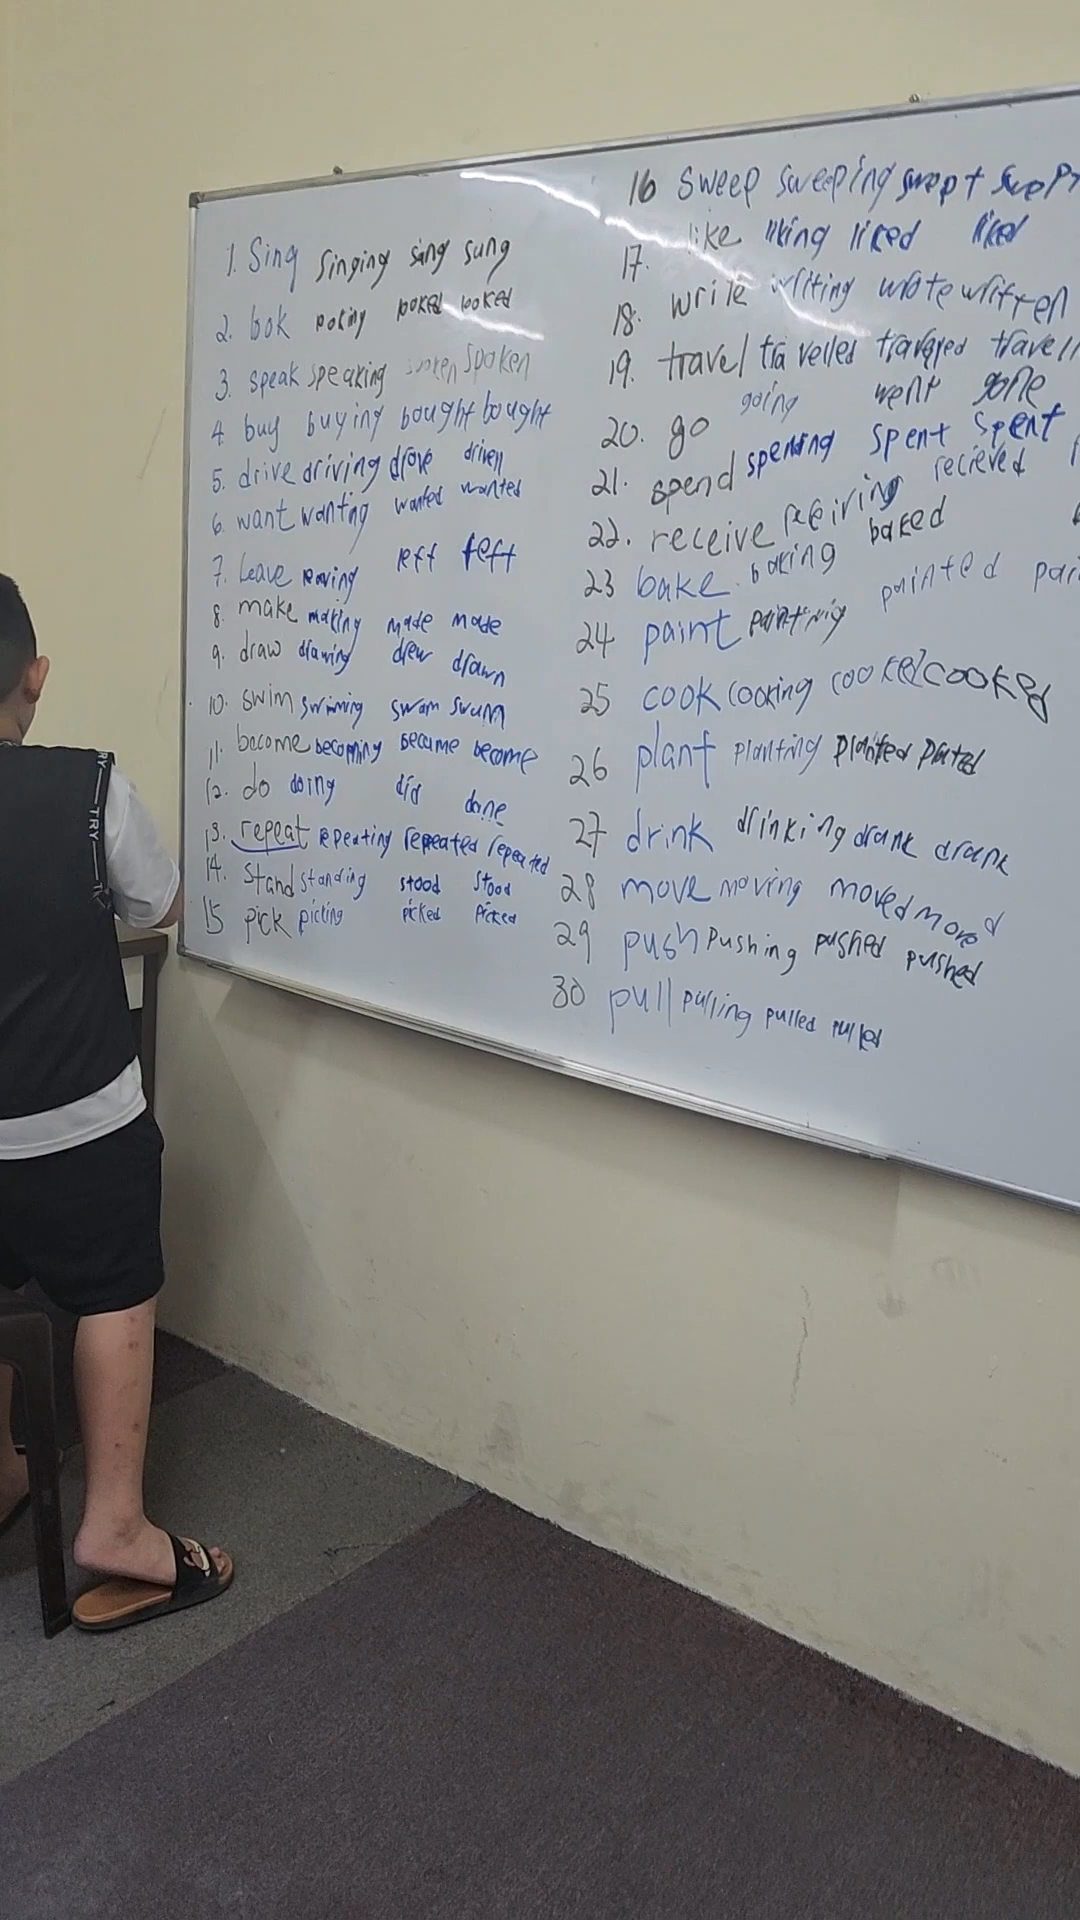 1. Sing singing sang sung
2. look looking looked looked
3. speak speaking spoken spoken
4. buy buying bought bought
5. drive driving drove driven
6. want wanting wanted wanted
7. Leave leaving left left
8. make making made made
9. draw drawing drew drawn
10. swim swimming swam swum
11. become becoming became become
12. do doing did done
13. repeat repeating repeated repeated
14. stand standing stood stood
15 pick picking picked picked
16 sweep sweeping swept swept
17. like liking liked liked
18. write writing wrote written
19. travel travelled travell
20. go going went gone
21. spend spending spent spent
22. receive recieved
23 bake baking baked
24 paint painting painted pai
25 cook cooking cooked cooked
26 plant planting planted planted
27 drink drinking drank drank
28 move moving moved moved
29 push pushing pushed pushed
30 pull pulling pulled pulled
TRY
TRY